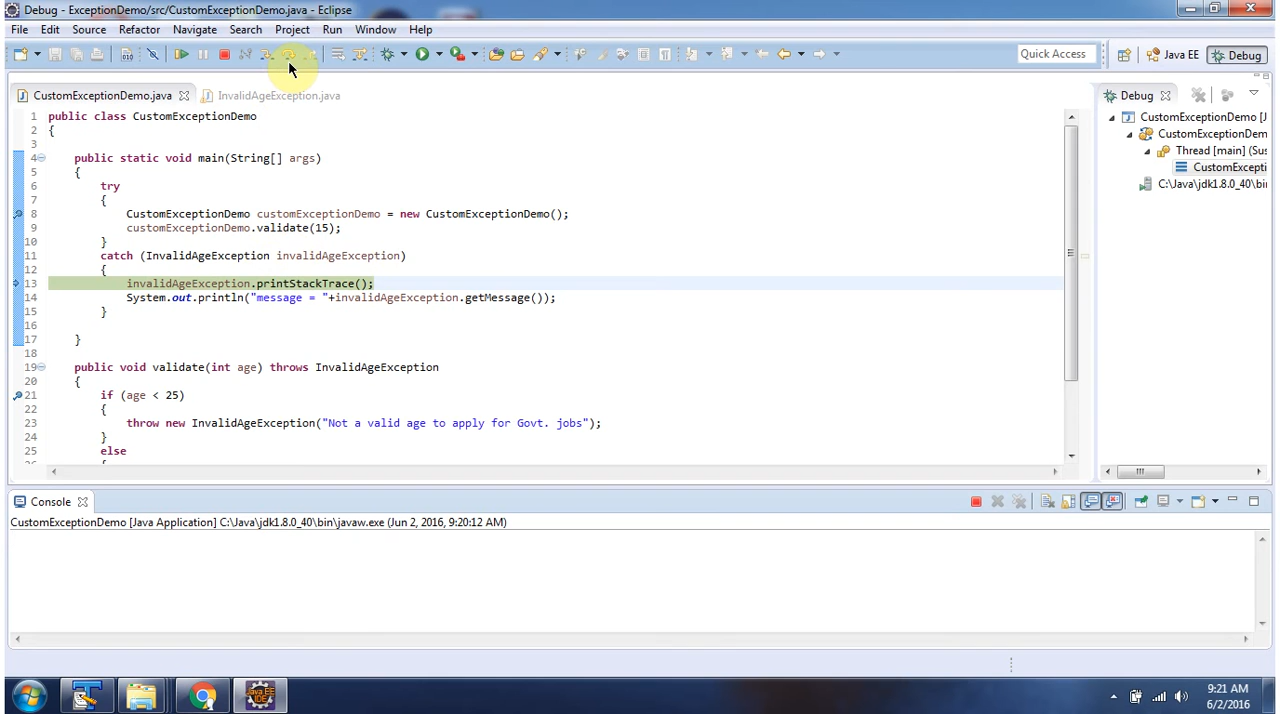 Debug - ExceptionDemo/src/CustomExceptionDemo.java - Eclipse
File Edit Source Refactor Navigate Search Project Run Window Help
Quick Access Java EE Debug
CustomExceptionDemo.java InvalidAgeException.java
1 public class CustomExceptionDemo
2 {
3
4 public static void main(String[] args)
5 {
6 try
7 {
8 CustomExceptionDemo customExceptionDemo = new CustomExceptionDemo();
9 customExceptionDemo.validate(15);
10 }
11 catch (InvalidAgeException invalidAgeException)
12 {
13 invalidAgeException.printStackTrace();
14 System.out.println("message = "+invalidAgeException.getMessage());
15 }
16
17 }
18
19 public void validate(int age) throws InvalidAgeException
20 {
21 if (age < 25)
22 {
23 throw new InvalidAgeException("Not a valid age to apply for Govt. jobs");
24 }
25 else
Debug
CustomExceptionDemo [J
CustomExceptionDem
Thread [main] (Sus
CustomExcepti
C:\Java\jdk1.8.0_40\bin
Console
CustomExceptionDemo [Java Application] C:\Java\jdk1.8.0_40\bin\javaw.exe (Jun 2, 2016, 9:20:12 AM)
Java EE
IDE
9:21 AM
6/2/2016